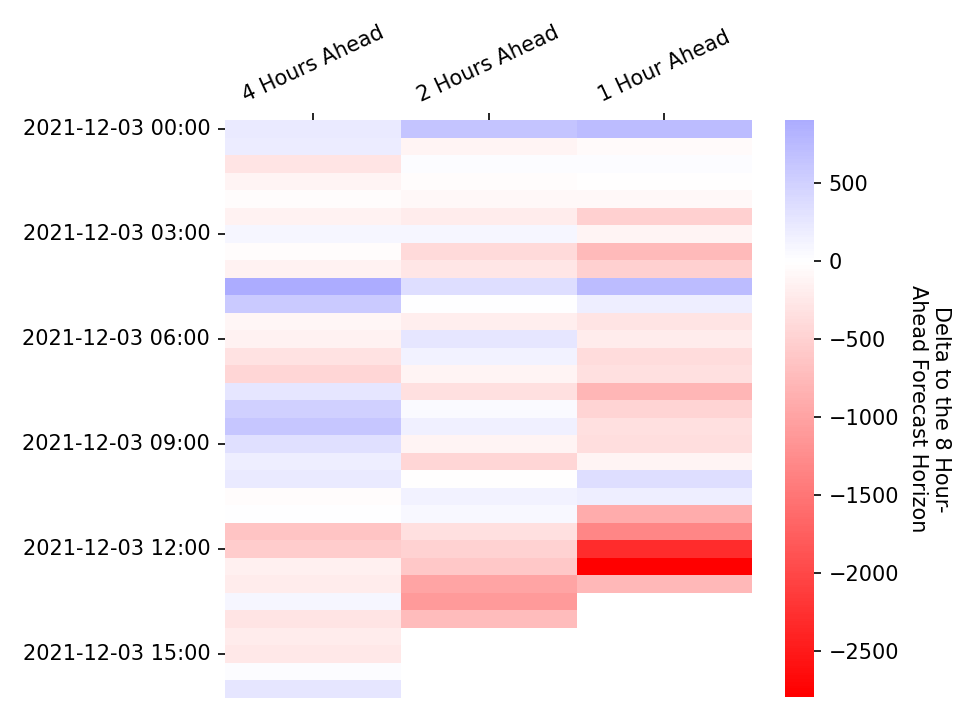 4 Hours Ahead
2 Hours Ahead
1 Hour Ahead
2021-12-03 00:00
2021-12-03 03:00
2021-12-03 06:00
2021-12-03 09:00
2021-12-03 12:00
2021-12-03 15:00
500
0
−500
−1000
−1500
−2000
−2500
Delta to the 8 Hour-
Ahead Forecast Horizon